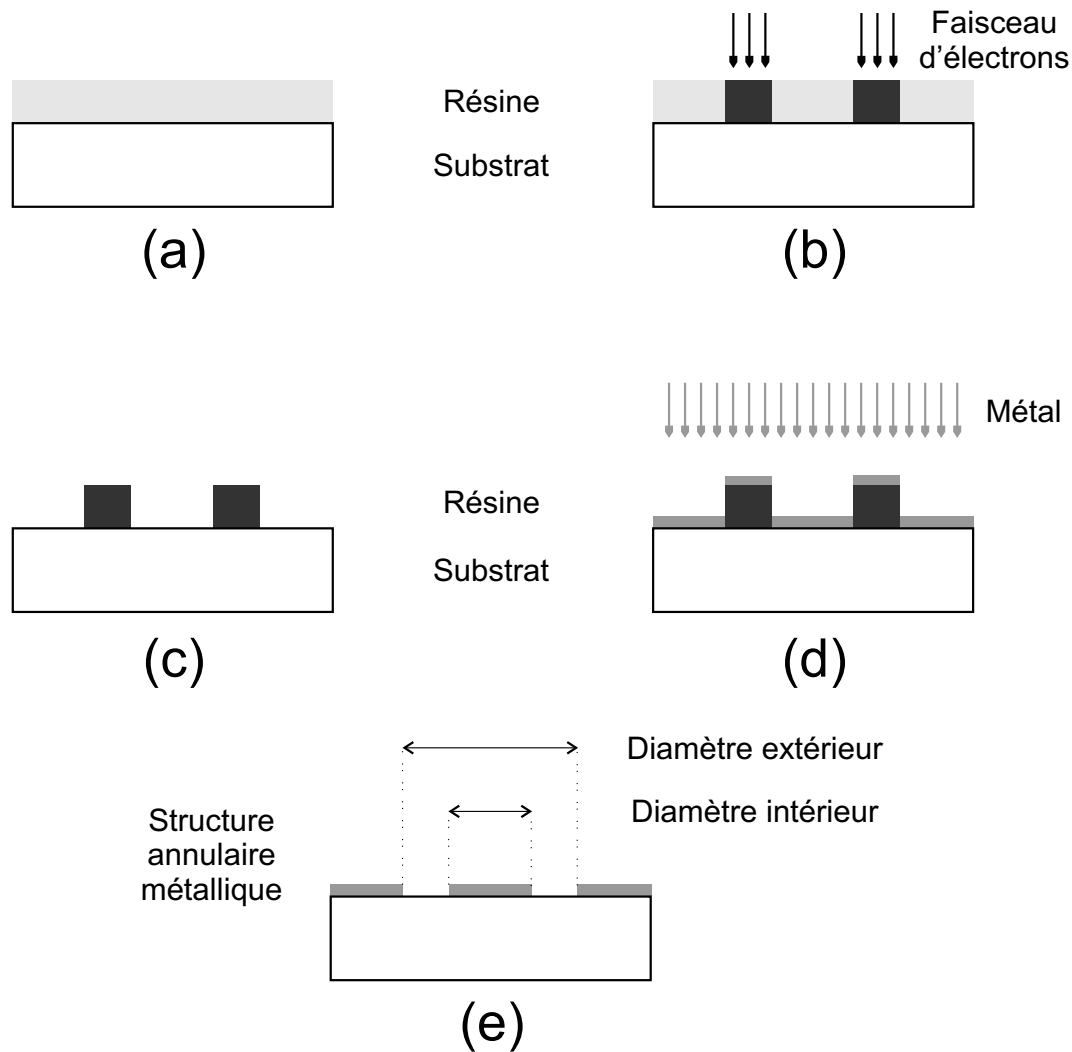 Faisceau
d'électrons
Résine
Substrat
(a)
(b)
Métal
Résine
Substrat
(c)
(d)
Diamètre extérieur
Diamètre intérieur
Structure
annulaire
métallique
(e)